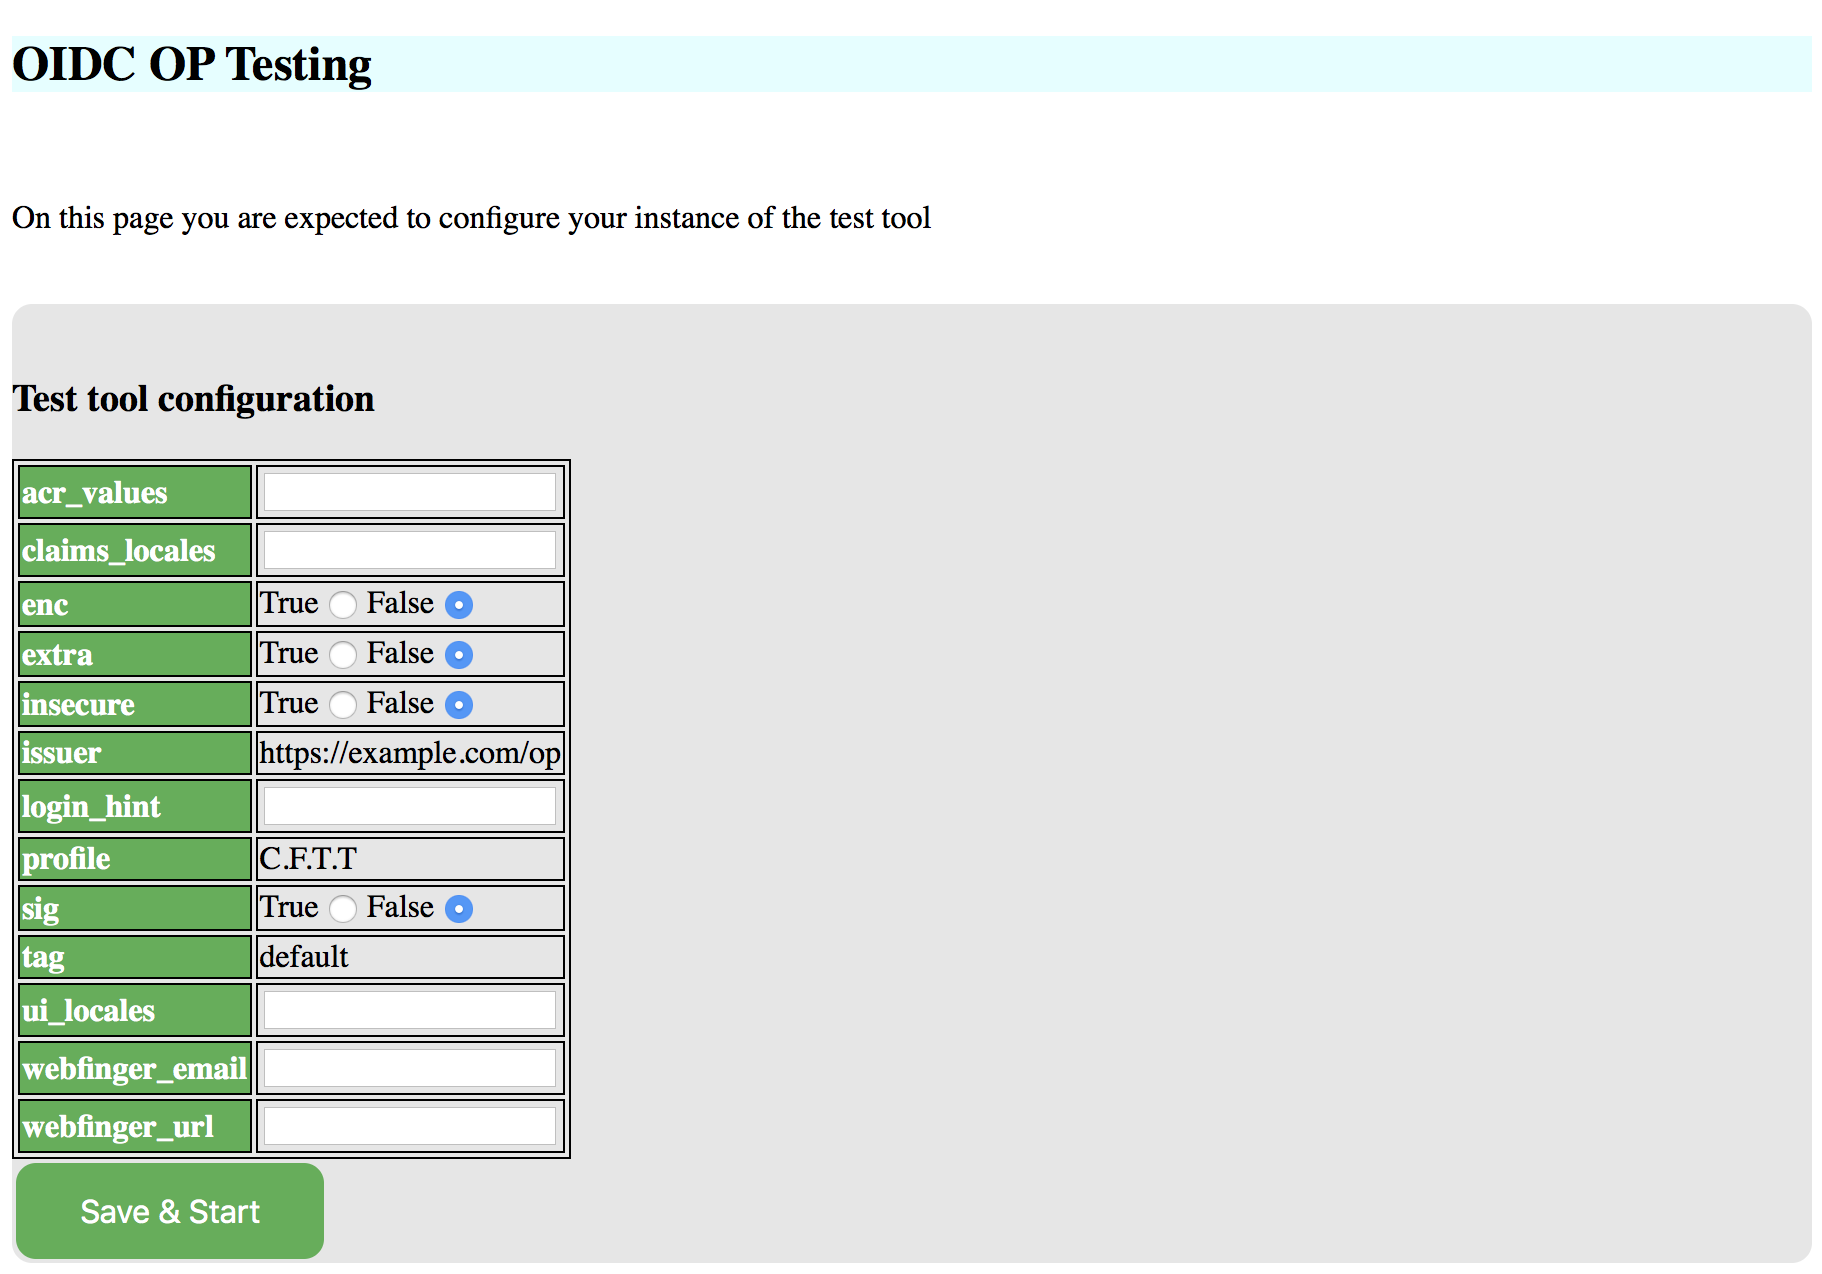 OIDC OP Testing
On this page you are expected to configure your instance of the test tool
Test tool configuration
acr_values
claims_locales
enc True False
extra True False
insecure True False
issuer https://example.com/op
login_hint
profile C.F.T.T
sig True False
tag default
ui_locales
webfinger_email
webfinger_url
Save & Start